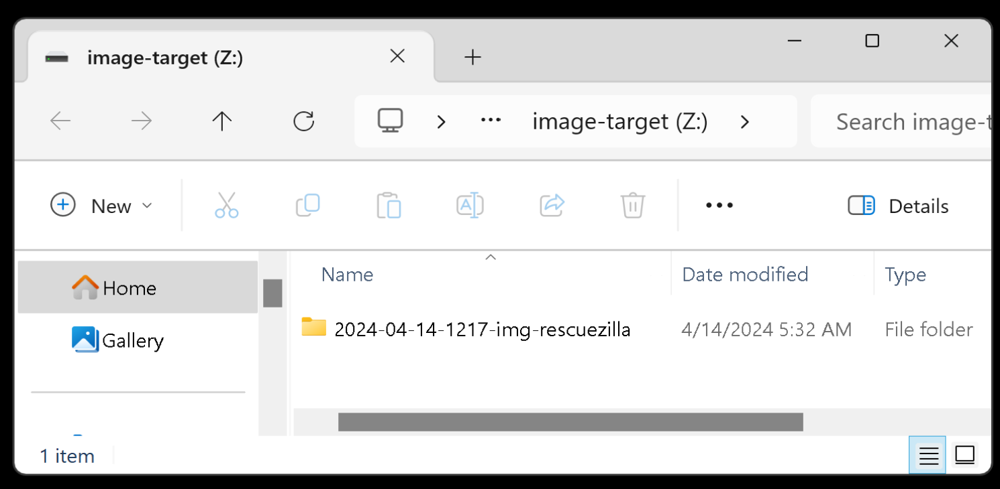 image-target (Z:)
image-target (Z:)
Search image-t
New
Details
Name
Date modified
Type
Home
2024-04-14-1217-img-rescuezilla
4/14/2024 5:32 AM
File folder
Gallery
1 item